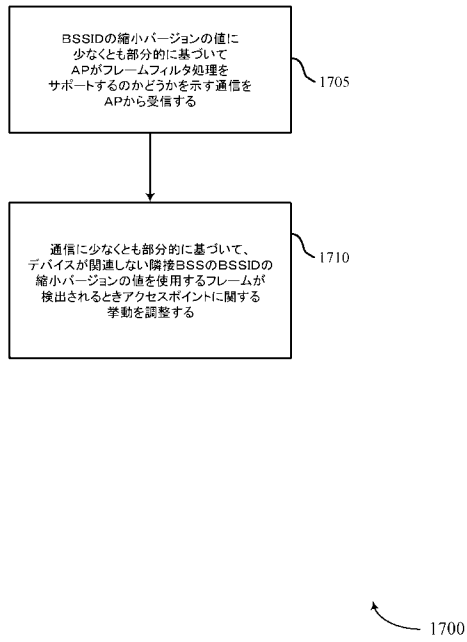 BSSIDの縮小バージョンの値に
少なくとも部分的に基づいて
APがフレームフィルタ処理を
サポートするのかどうかを示す通信を
APから受信する
1705
通信に少なくとも部分的に基づいて、
デバイスが関連しない隣接BSSのBSSIDの
縮小バージョンの値を使用するフレームが
検出されるときアクセスポイントに関する
挙動を調整する
1710
1700